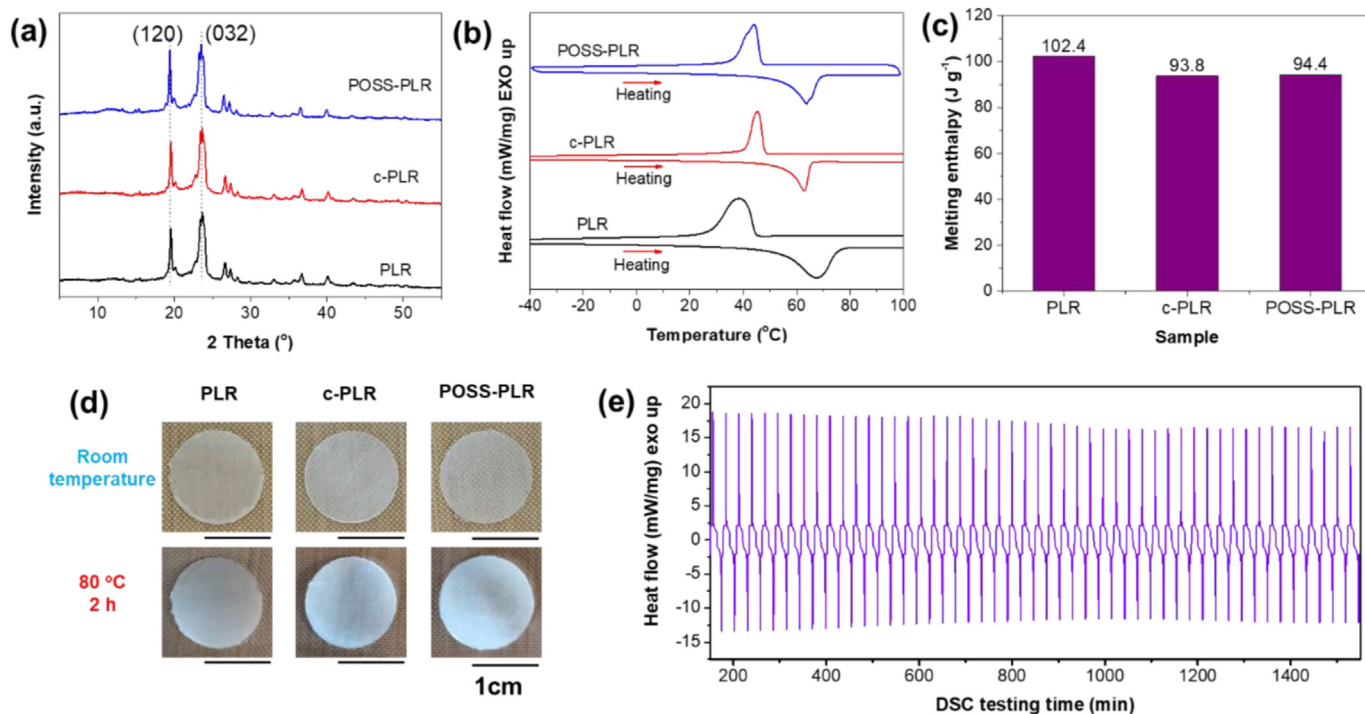 (a)
(120)
(032)
POSS-PLR
c-PLR
PLR
Intensity (a.u.)
10
20
30
40
50
2 Theta (°)
(b)
POSS-PLR
Heating
c-PLR
Heating
PLR
Heating
Heat flow (mW/mg) EXO up
-40
-20
0
20
40
60
80
100
Temperature (°C)
(c)
102.4
93.8
94.4
Melting enthalpy (J g⁻¹)
120
100
80
60
40
20
0
PLR
c-PLR
POSS-PLR
Sample
(d)
PLR
c-PLR
POSS-PLR
Room
temperature
80 °C
2 h
1cm
(e)
Heat flow (mW/mg) exo up
20
15
10
5
0
-5
-10
-15
200
400
600
800
1000
1200
1400
DSC testing time (min)